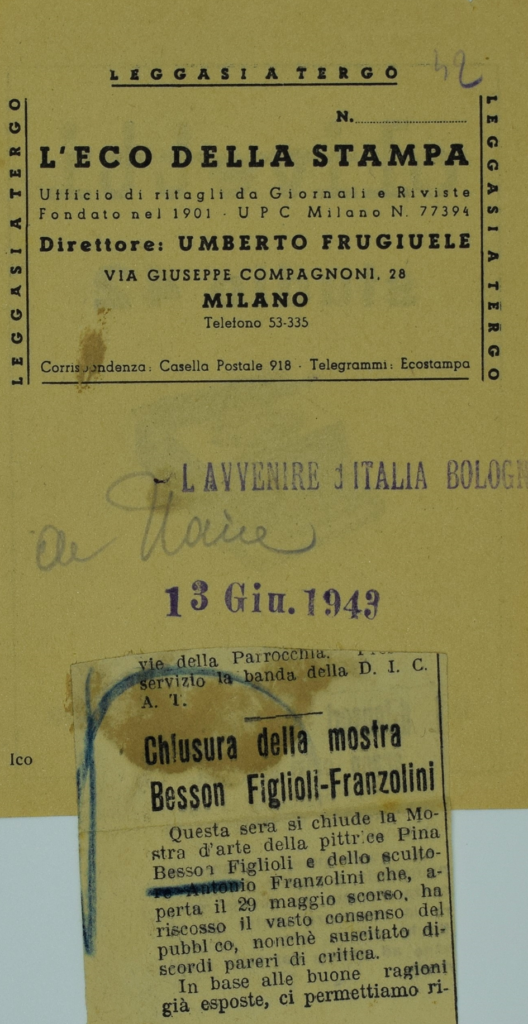 LEGGASI A TERGO
42
LEGGASI A TERGO
LEGGASI A TERGO
N.
L'ECO DELLA STAMPA
Ufficio di ritagli da Giornali e Riviste
Fondato nel 1901 - UPC Milano N. 77394
Direttore: UMBERTO FRUGIUELE
VIA GIUSEPPE COMPAGNONI, 28
MILANO
Telefono 53-335
Corrispondenza: Casella Postale 918 - Telegrammi: Ecostampa
L'AVVENIRE d'ITALIA BOLOGN
13 Giu. 1943
vie della Parrocchia.
servizio la banda della D. I. C.
A. T.
Ico
Chiusura della mostra
Besson Figlioli-Franzolini
Questa sera si chiude la Mo-
stra d'arte della pittrice Pina
Besson Figlioli e dello sculto-
re Antonio Franzolini che, a-
perta il 29 maggio scorso, ha
riscosso il vasto consenso del
pubblico, nonchè suscitato di-
scordi pareri di critica.
In base alle buone ragioni
già esposte, ci permettiamo ri-